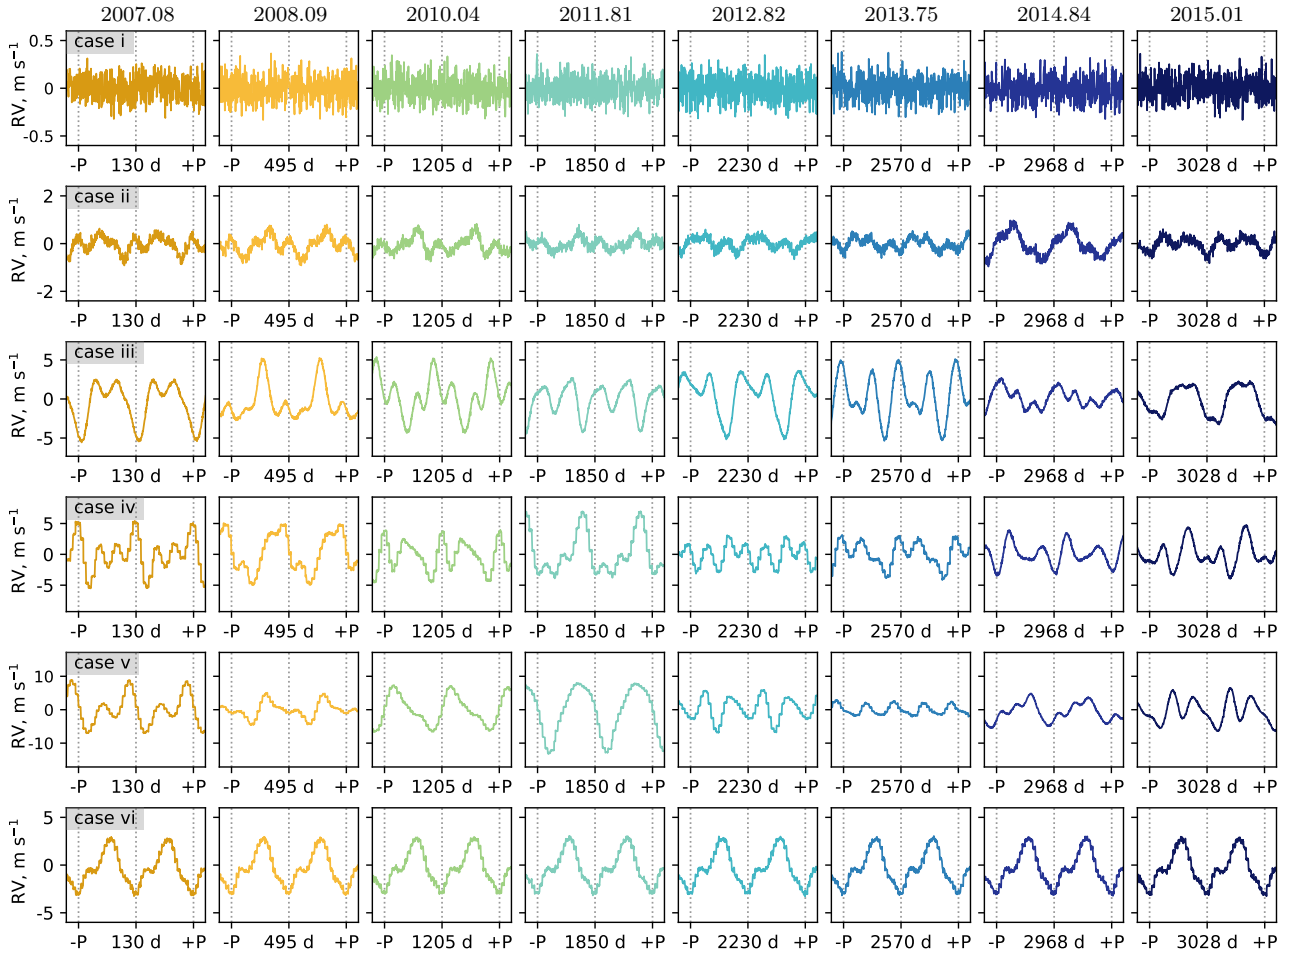 2007.08 2008.09 2010.04 2011.81 2012.82 2013.75 2014.84 2015.01
case i
RV, m s⁻¹
0.5
0
-0.5
-P 130 d +P -P 495 d +P -P 1205 d +P -P 1850 d +P -P 2230 d +P -P 2570 d +P -P 2968 d +P -P 3028 d +P
case ii
RV, m s⁻¹
2
0
-2
-P 130 d +P -P 495 d +P -P 1205 d +P -P 1850 d +P -P 2230 d +P -P 2570 d +P -P 2968 d +P -P 3028 d +P
case iii
RV, m s⁻¹
5
0
-5
-P 130 d +P -P 495 d +P -P 1205 d +P -P 1850 d +P -P 2230 d +P -P 2570 d +P -P 2968 d +P -P 3028 d +P
case iv
RV, m s⁻¹
5
0
-5
-P 130 d +P -P 495 d +P -P 1205 d +P -P 1850 d +P -P 2230 d +P -P 2570 d +P -P 2968 d +P -P 3028 d +P
case v
RV, m s⁻¹
10
0
-10
-P 130 d +P -P 495 d +P -P 1205 d +P -P 1850 d +P -P 2230 d +P -P 2570 d +P -P 2968 d +P -P 3028 d +P
case vi
RV, m s⁻¹
5
0
-5
-P 130 d +P -P 495 d +P -P 1205 d +P -P 1850 d +P -P 2230 d +P -P 2570 d +P -P 2968 d +P -P 3028 d +P